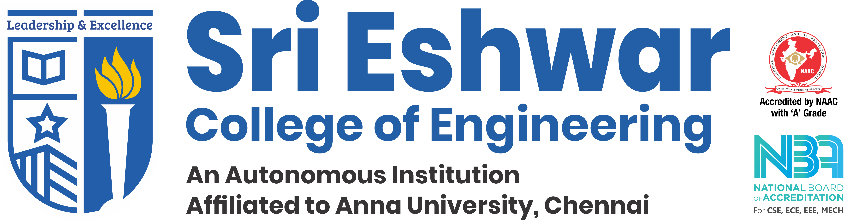 Leadership & Excellence
Sri Eshwar
College of Engineering
An Autonomous Institution
Affiliated to Anna University, Chennai
NAAC
Accredited by NAAC
with 'A' Grade
NBA
NATIONAL BOARD
OF ACCREDITATION
For CSE, ECE, EEE, MECH